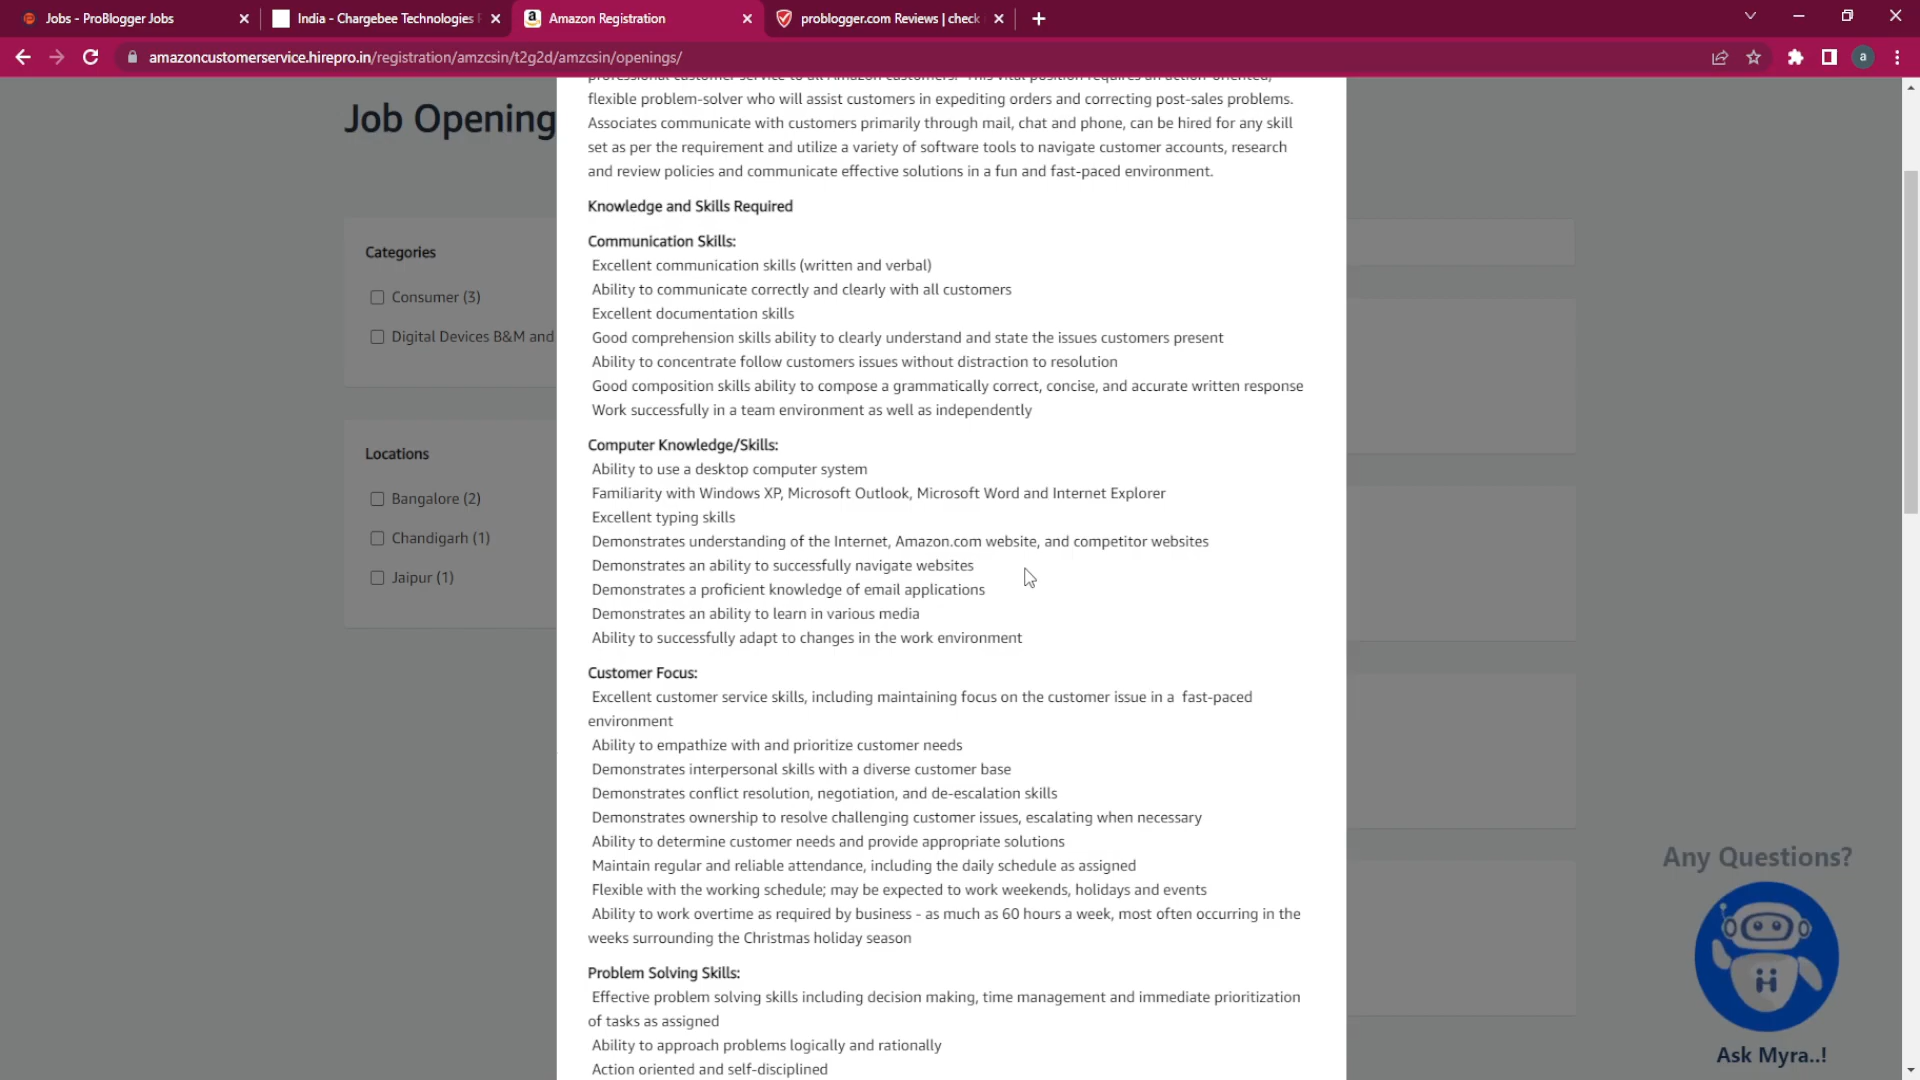 Jobs - ProBlogger Jobs
India - Chargebee Technologies
Amazon Registration
problogger.com Reviews | check
amazoncustomerservice.hirepro.in/registration/amzcsin/t2g2d/amzcsin/openings/
a
Job Opening
Categories
Consumer (3)
Digital Devices B&M and
Locations
Bangalore (2)
Chandigarh (1)
Jaipur (1)
professional customer service to all Amazon customers. This vital position requires an action-oriented,
flexible problem-solver who will assist customers in expediting orders and correcting post-sales problems.
Associates communicate with customers primarily through mail, chat and phone, can be hired for any skill
set as per the requirement and utilize a variety of software tools to navigate customer accounts, research
and review policies and communicate effective solutions in a fun and fast-paced environment.
Knowledge and Skills Required
Communication Skills:
Excellent communication skills (written and verbal)
Ability to communicate correctly and clearly with all customers
Excellent documentation skills
Good comprehension skills ability to clearly understand and state the issues customers present
Ability to concentrate follow customers issues without distraction to resolution
Good composition skills ability to compose a grammatically correct, concise, and accurate written response
Work successfully in a team environment as well as independently
Computer Knowledge/Skills:
Ability to use a desktop computer system
Familiarity with Windows XP, Microsoft Outlook, Microsoft Word and Internet Explorer
Excellent typing skills
Demonstrates understanding of the Internet, Amazon.com website, and competitor websites
Demonstrates an ability to successfully navigate websites
Demonstrates a proficient knowledge of email applications
Demonstrates an ability to learn in various media
Ability to successfully adapt to changes in the work environment
Customer Focus:
Excellent customer service skills, including maintaining focus on the customer issue in a fast-paced
environment
Ability to empathize with and prioritize customer needs
Demonstrates interpersonal skills with a diverse customer base
Demonstrates conflict resolution, negotiation, and de-escalation skills
Demonstrates ownership to resolve challenging customer issues, escalating when necessary
Ability to determine customer needs and provide appropriate solutions
Maintain regular and reliable attendance, including the daily schedule as assigned
Flexible with the working schedule; may be expected to work weekends, holidays and events
Ability to work overtime as required by business - as much as 60 hours a week, most often occurring in the
weeks surrounding the Christmas holiday season
Problem Solving Skills:
Effective problem solving skills including decision making, time management and immediate prioritization
of tasks as assigned
Ability to approach problems logically and rationally
Action oriented and self-disciplined
Any Questions?
Ask Myra..!